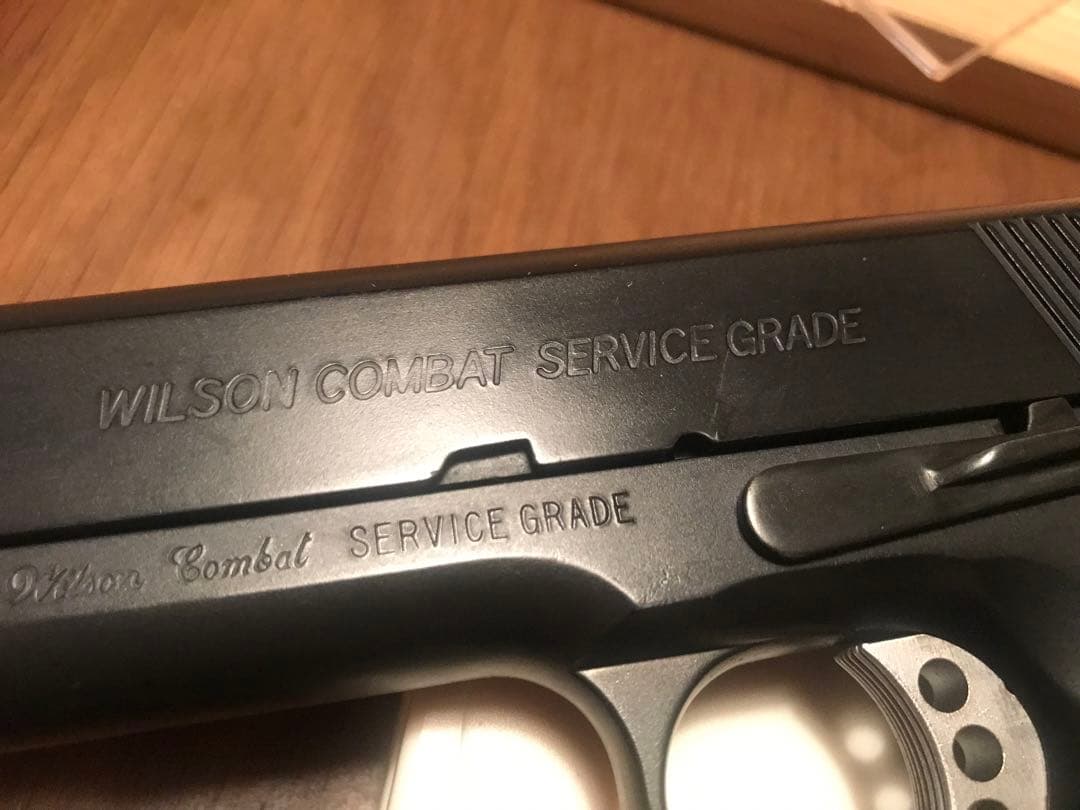 WILSON COMBAT SERVICE GRADE
Wilson Combat SERVICE GRADE